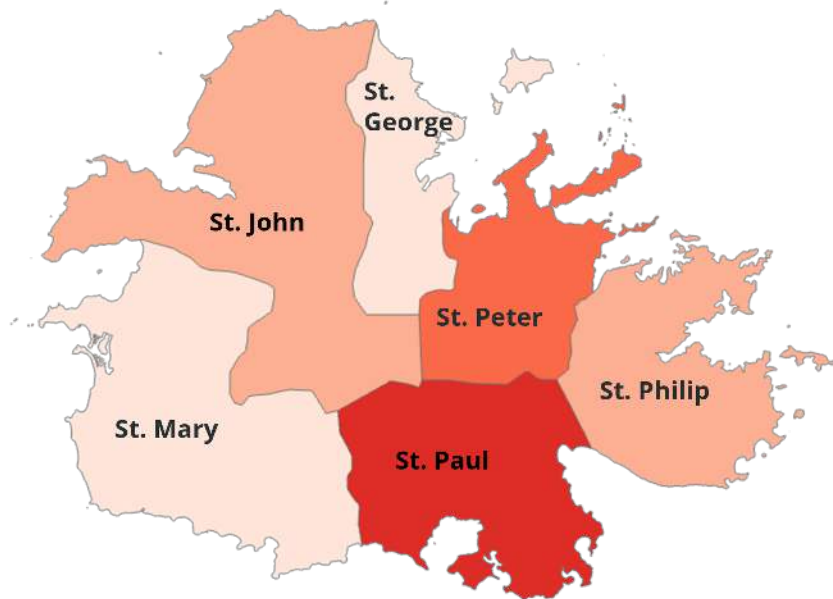 St.
George
St. John
St. Peter
St. Philip
St. Mary
St. Paul